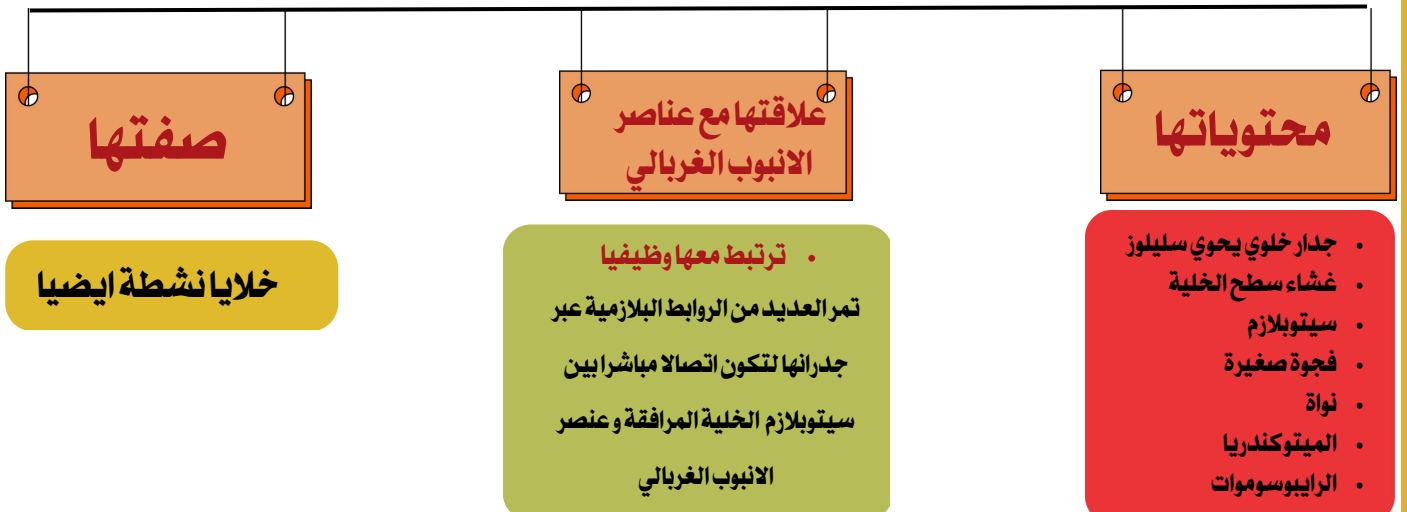 محتوياتها
• جدار خلوي يحوي سليلوز
• غشاء سطح الخلية
• سيتوبلازم
• فجوة صغيرة
• نواة
• الميتوكندريا
• الرايبوسوموات
علاقتها مع عناصر
الانبوب الغربالي
• ترتبط معها وظيفيا
تمر العديد من الروابط البلازمية عبر
جدرانها لتكون اتصالا مباشرا بين
سيتوبلازم الخلية المرافقة و عنصر
الانبوب الغربالي
صفتها
خلايا نشطة ايضيا